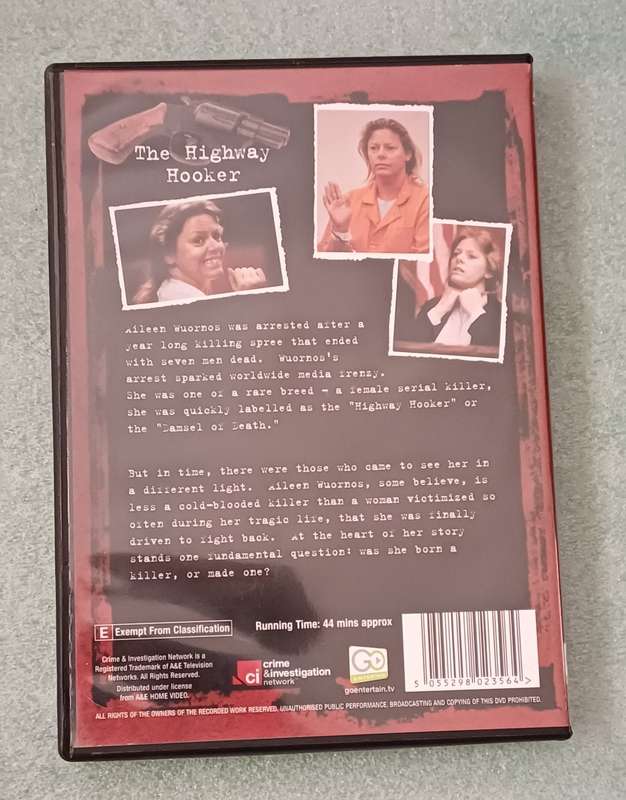 The Highway
Hooker
Aileen Wuornos was arrested after a
year long killing spree that ended
with seven men dead. Wuornos's
arrest sparked worldwide media frenzy.
She was one of a rare breed – a female serial killer,
she was quickly labelled as the "Highway Hooker" or
the "Damsel of Death."
But in time, there were those who came to see her in
a different light. Aileen Wuornos, some believe, is
less a cold-blooded killer than a woman victimized so
often during her tragic life, that she was finally
driven to fight back. At the heart of her story
stands one fundamental question: was she born a
killer, or made one?
E Exempt From Classification
Running Time: 44 mins approx
Crime & Investigation Network is a
Registered Trademark of A&E Television
Networks. All Rights Reserved.
Distributed under license
from A&E HOME VIDEO.
ci crime
&investigation
network
GO
goentertain.tv
5 055298 023564 >
ALL RIGHTS OF THE OWNERS OF THE RECORDED WORK RESERVED. UNAUTHORISED PUBLIC PERFORMANCE, BROADCASTING AND COPYING OF THIS DVD PROHIBITED.